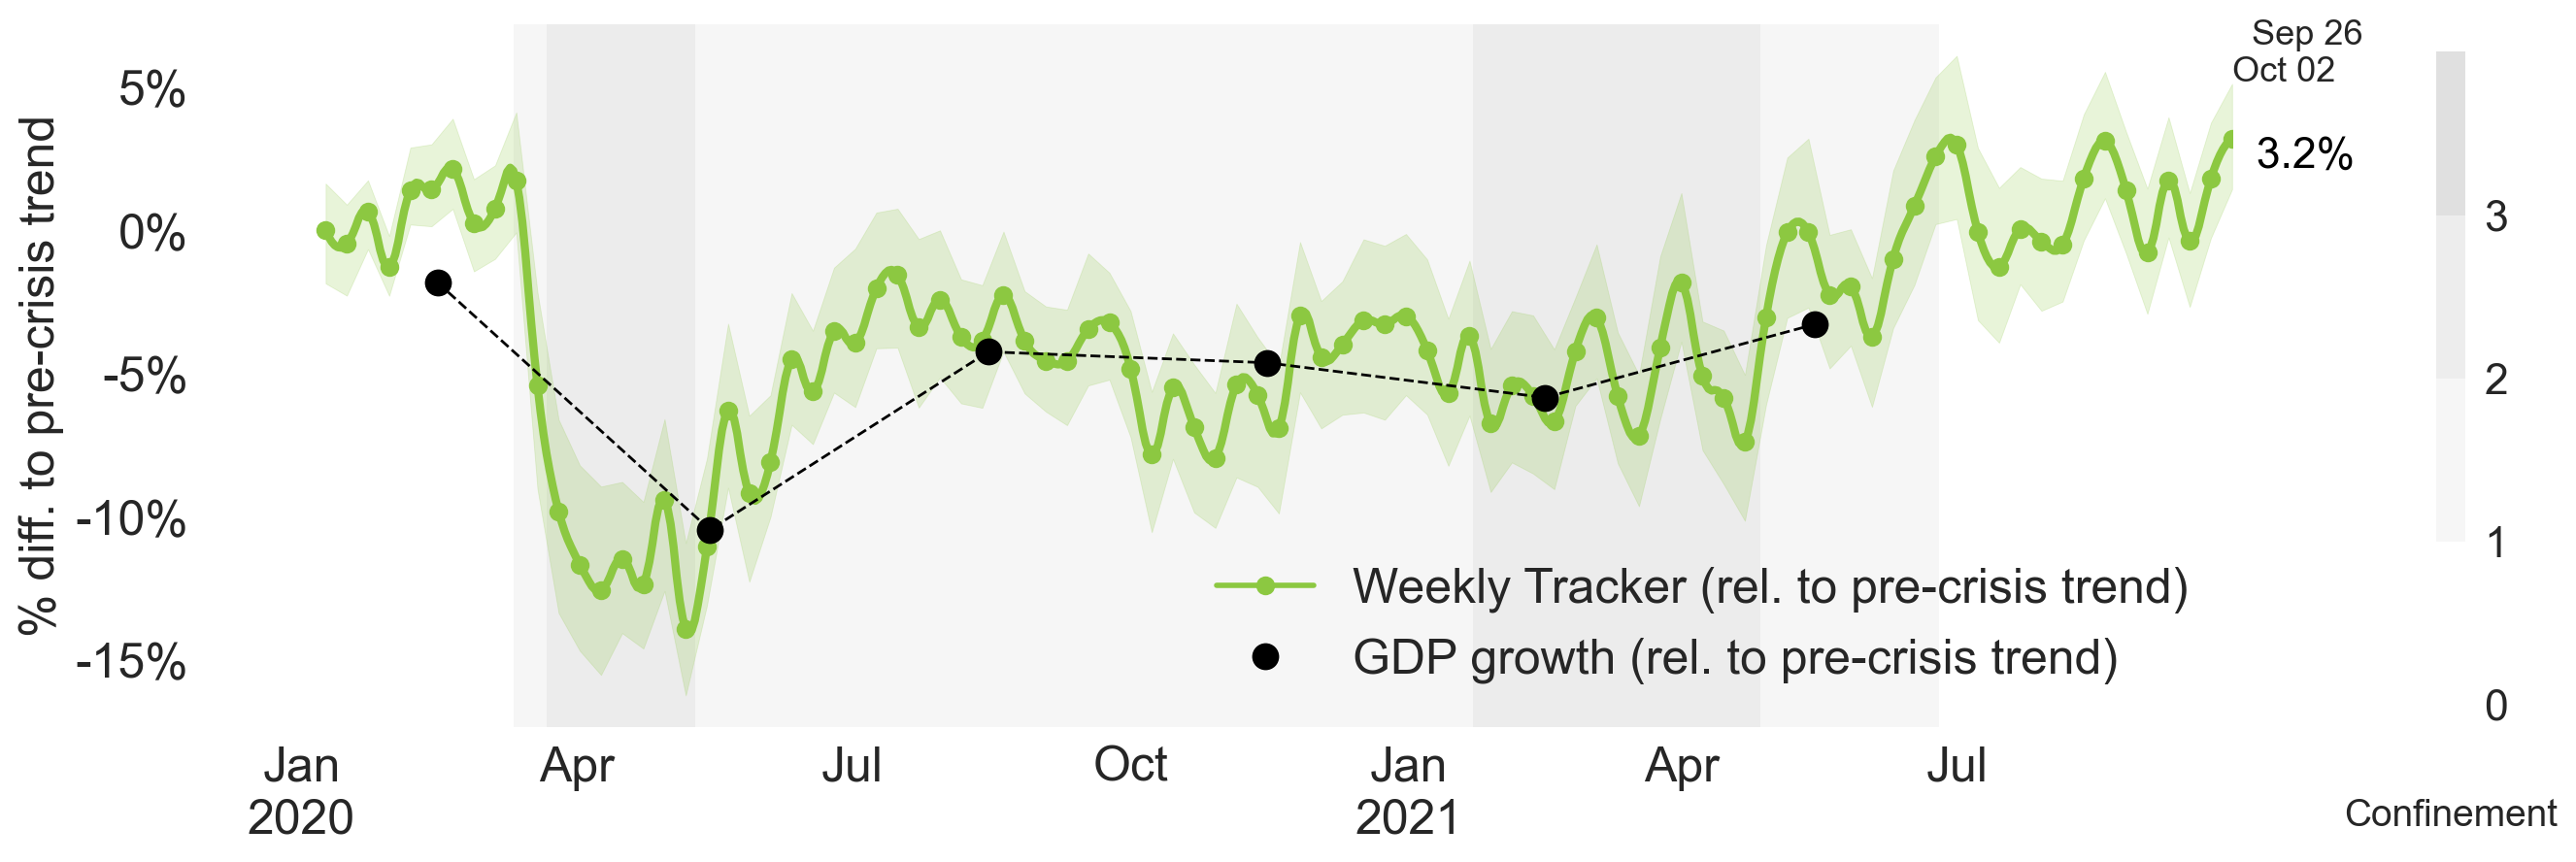 Sep 26
Oct 02
3.2%
% diff. to pre-crisis trend
5%
0%
-5%
-10%
-15%
Weekly Tracker (rel. to pre-crisis trend)
GDP growth (rel. to pre-crisis trend)
Jan
2020
Apr
Jul
Oct
Jan
2021
Apr
Jul
3
2
1
0
Confinement